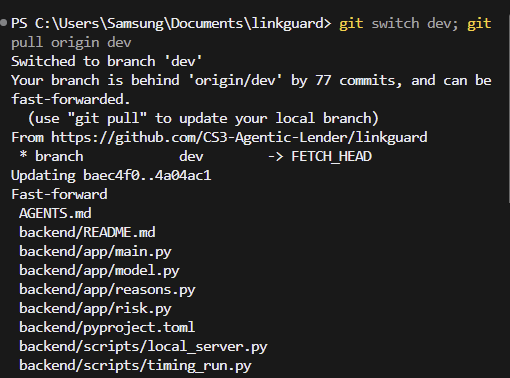 PS C:\Users\Samsung\Documents\linkguard> git switch dev; git
pull origin dev
Switched to branch 'dev'
Your branch is behind 'origin/dev' by 77 commits, and can be
fast-forwarded.
  (use "git pull" to update your local branch)
From https://github.com/CS3-Agentic-Lender/linkguard
 * branch            dev        -> FETCH_HEAD
Updating baec4f0..4a04ac1
Fast-forward
 AGENTS.md
 backend/README.md
 backend/app/main.py
 backend/app/model.py
 backend/app/reasons.py
 backend/app/risk.py
 backend/pyproject.toml
 backend/scripts/local_server.py
 backend/scripts/timing_run.py